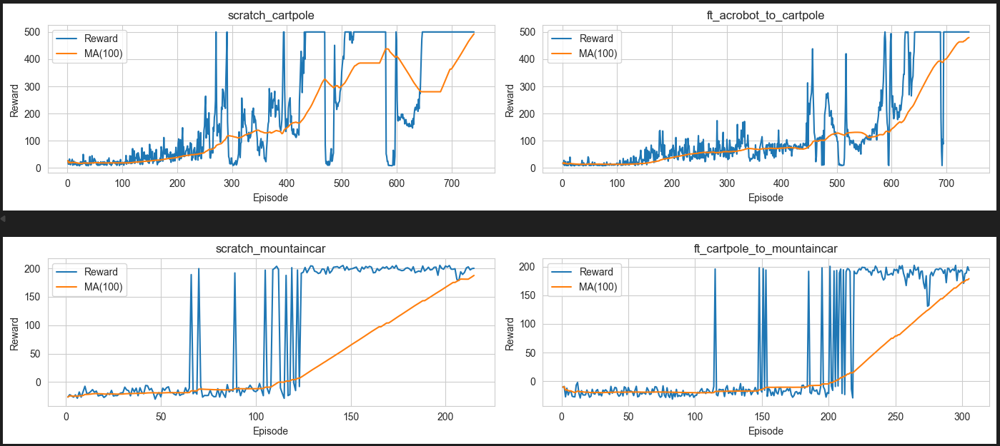 scratch_cartpole
500
400
300
200
100
0
Reward
Reward
MA(100)
0
100
200
300
400
500
600
700
Episode
ft_acrobot_to_cartpole
500
400
300
200
100
0
Reward
Reward
MA(100)
0
100
200
300
400
500
600
700
Episode
scratch_mountaincar
200
150
100
50
0
Reward
Reward
MA(100)
0
50
100
150
200
Episode
ft_cartpole_to_mountaincar
200
150
100
50
0
Reward
Reward
MA(100)
0
50
100
150
200
250
300
Episode